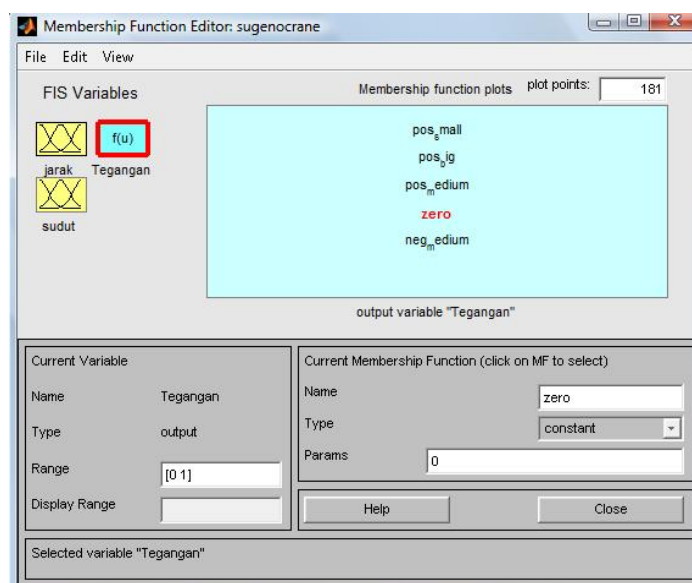 Membership Function Editor: sugenocrane
File Edit View
FIS Variables
f(u)
jarak Tegangan
sudut
Membership function plots plot points: 181
pos_small
pos_big
pos_medium
zero
neg_medium
output variable "Tegangan"
Current Variable
Name Tegangan
Type output
Range [0 1]
Display Range
Current Membership Function (click on MF to select)
Name zero
Type constant
Params 0
Help Close
Selected variable "Tegangan"